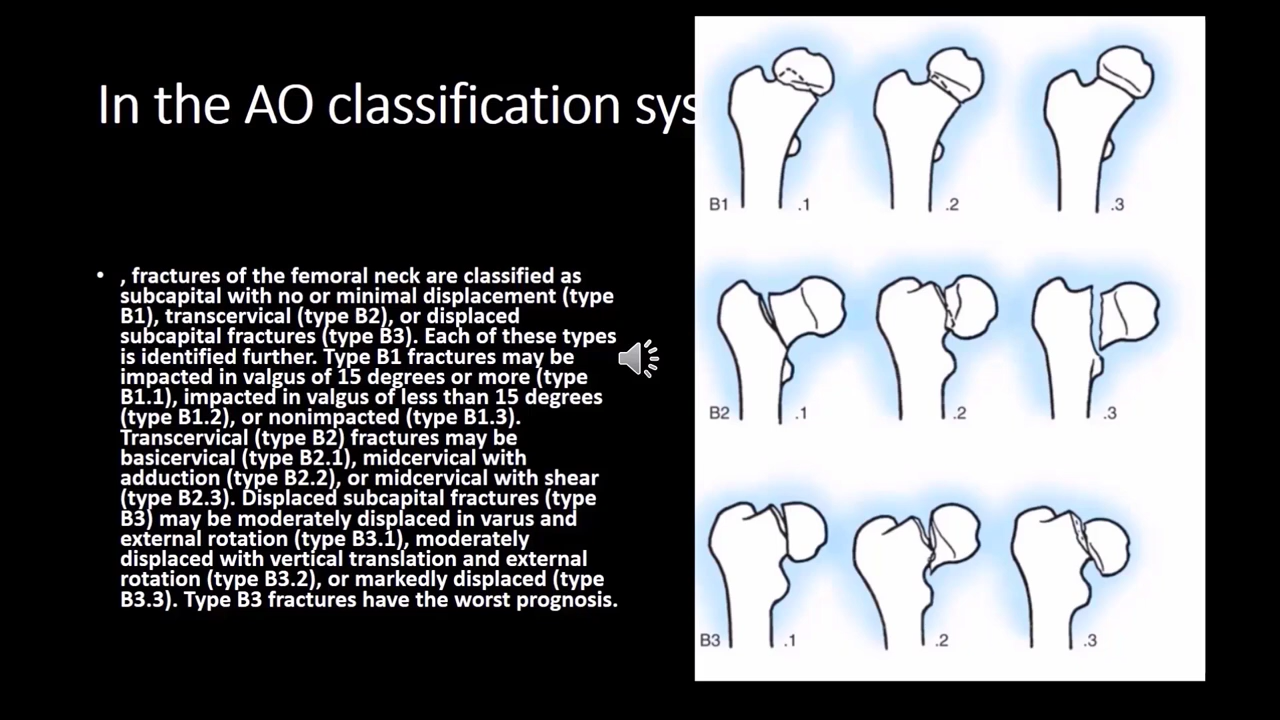 In the AO classification sys
• , fractures of the femoral neck are classified as
subcapital with no or minimal displacement (type
B1), transcervical (type B2), or displaced
subcapital fractures (type B3). Each of these types
is identified further. Type B1 fractures may be
impacted in valgus of 15 degrees or more (type
B1.1), impacted in valgus of less than 15 degrees
(type B1.2), or nonimpacted (type B1.3).
Transcervical (type B2) fractures may be
basicervical (type B2.1), midcervical with
adduction (type B2.2), or midcervical with shear
(type B2.3). Displaced subcapital fractures (type
B3) may be moderately displaced in varus and
external rotation (type B3.1), moderately
displaced with vertical translation and external
rotation (type B3.2), or markedly displaced (type
B3.3). Type B3 fractures have the worst prognosis.
B1 .1 .2 .3
B2 .1 .2 .3
B3 .1 .2 .3